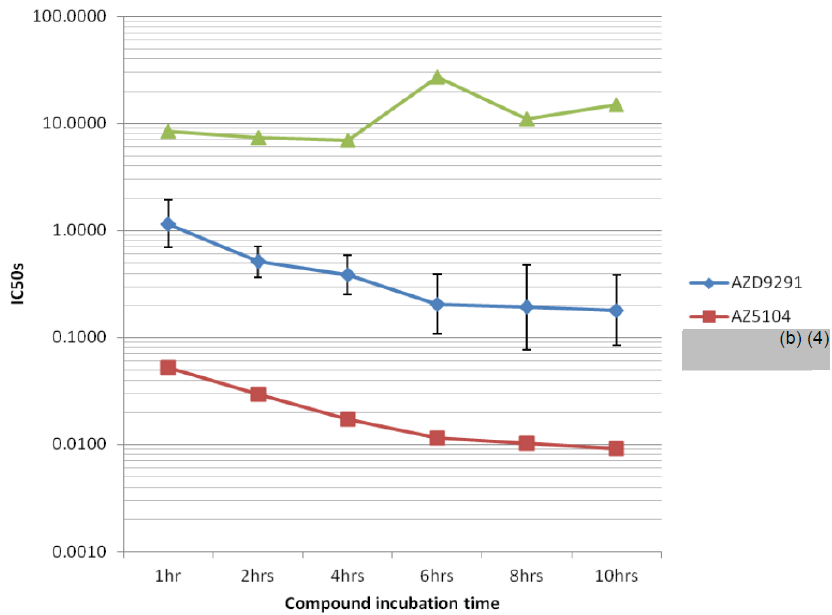 100.0000
10.0000
1.0000
0.1000
0.0100
0.0010
IC50s
1hr
2hrs
4hrs
6hrs
8hrs
10hrs
Compound incubation time
AZD9291
AZ5104
(b) (4)